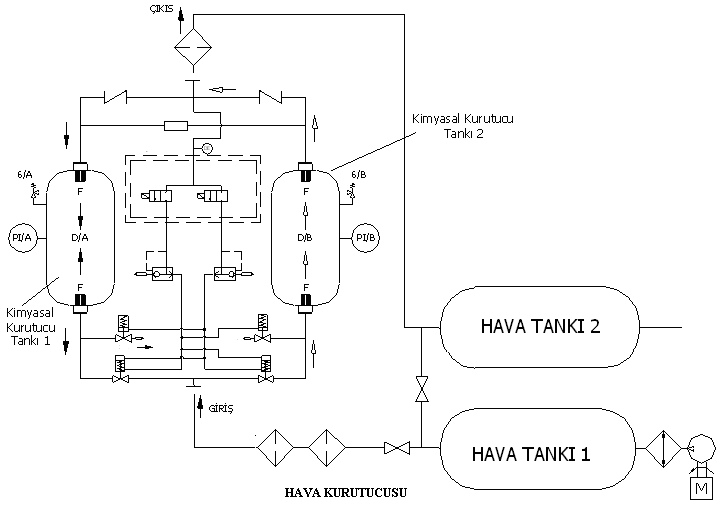 ÇIKIS
Kimyasal Kurutucu
Tankı 2
6/A
6/B
F
F
PI/A
D/A
D/B
PI/B
F
F
Kimyasal
Kurutucu
Tankı 1
HAVA TANKI 2
GİRİŞ
HAVA TANKI 1
M
HAVA KURUTUCUSU